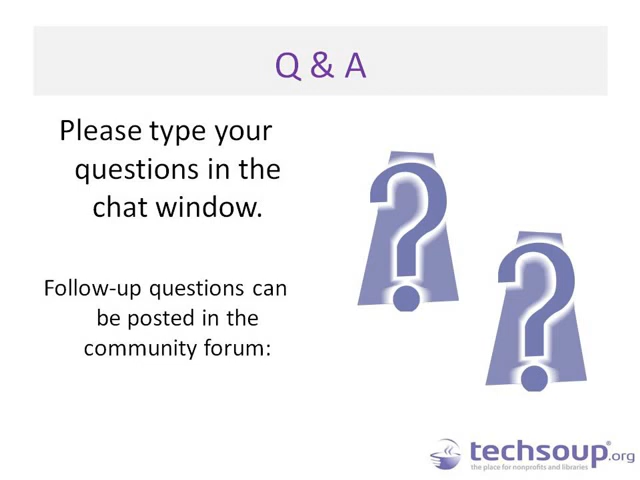 Q & A
Please type your
questions in the
chat window.
Follow-up questions can
be posted in the
community forum:
?
?
techsoup®.org
the place for nonprofits and libraries